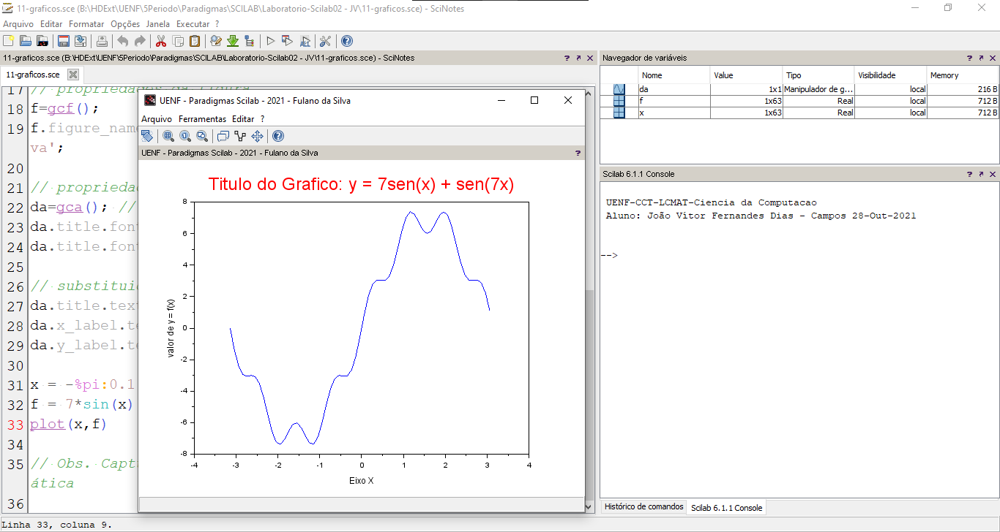 11-graficos.sce (B:\HDExt\UENF\5Periodo\Paradigmas\SCILAB\Laboratorio-Scilab02 - JV\11-graficos.sce) - SciNotes
Arquivo Editar Formatar Opções Janela Executar ?
11-graficos.sce (B:\HDExt\UENF\5Periodo\Paradigmas\SCILAB\Laboratorio-Scilab02 - JV\11-graficos.sce) - SciNotes
11-graficos.sce
17 // propriedades da figura
18 f=gcf();
19 f.figure_name
va';
20
21 // propriedad
22 da=gca(); //
23 da.title.font
24 da.title.font
25
26 // substituic
27 da.title.text
28 da.x_label.te
29 da.y_label.te
30
31 x = -%pi:0.1
32 f = 7*sin(x)
33 plot(x,f)
34
35 // Obs. Capt
ática
36
Linha 33, coluna 9.
UENF - Paradigmas Scilab - 2021 - Fulano da Silva
Arquivo Ferramentas Editar ?
UENF - Paradigmas Scilab - 2021 - Fulano da Silva ?
Titulo do Grafico: y = 7sen(x) + sen(7x)
valor de y = f(x)
8
6
4
2
0
-2
-4
-6
-8
-4 -3 -2 -1 0 1 2 3 4
Eixo X
Navegador de variáveis
Nome Value Tipo Visibilidade Memory
da 1x1 Manipulador de g... local 216 B
f 1x63 Real local 712 B
x 1x63 Real local 712 B
Scilab 6.1.1 Console
UENF-CCT-LCMAT-Ciencia da Computacao
Aluno: João Vítor Fernandes Dias - Campos 28-Out-2021
-->
Histórico de comandos Scilab 6.1.1 Console